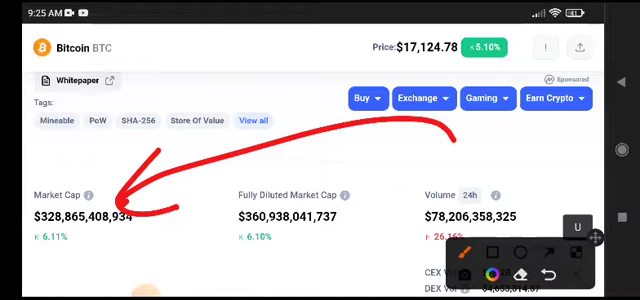 9:25 AM
41
Bitcoin BTC
Price: $17,124.78 5.10%
Whitepaper
Sponsored
Tags:
Buy Exchange Gaming Earn Crypto
Mineable PoW SHA-256 Store Of Value View all
Market Cap Fully Diluted Market Cap Volume 24h
$328,865,408,934 $360,938,041,737 $78,206,358,325
6.11% 6.10% 26.16%
U
CEX
DEX